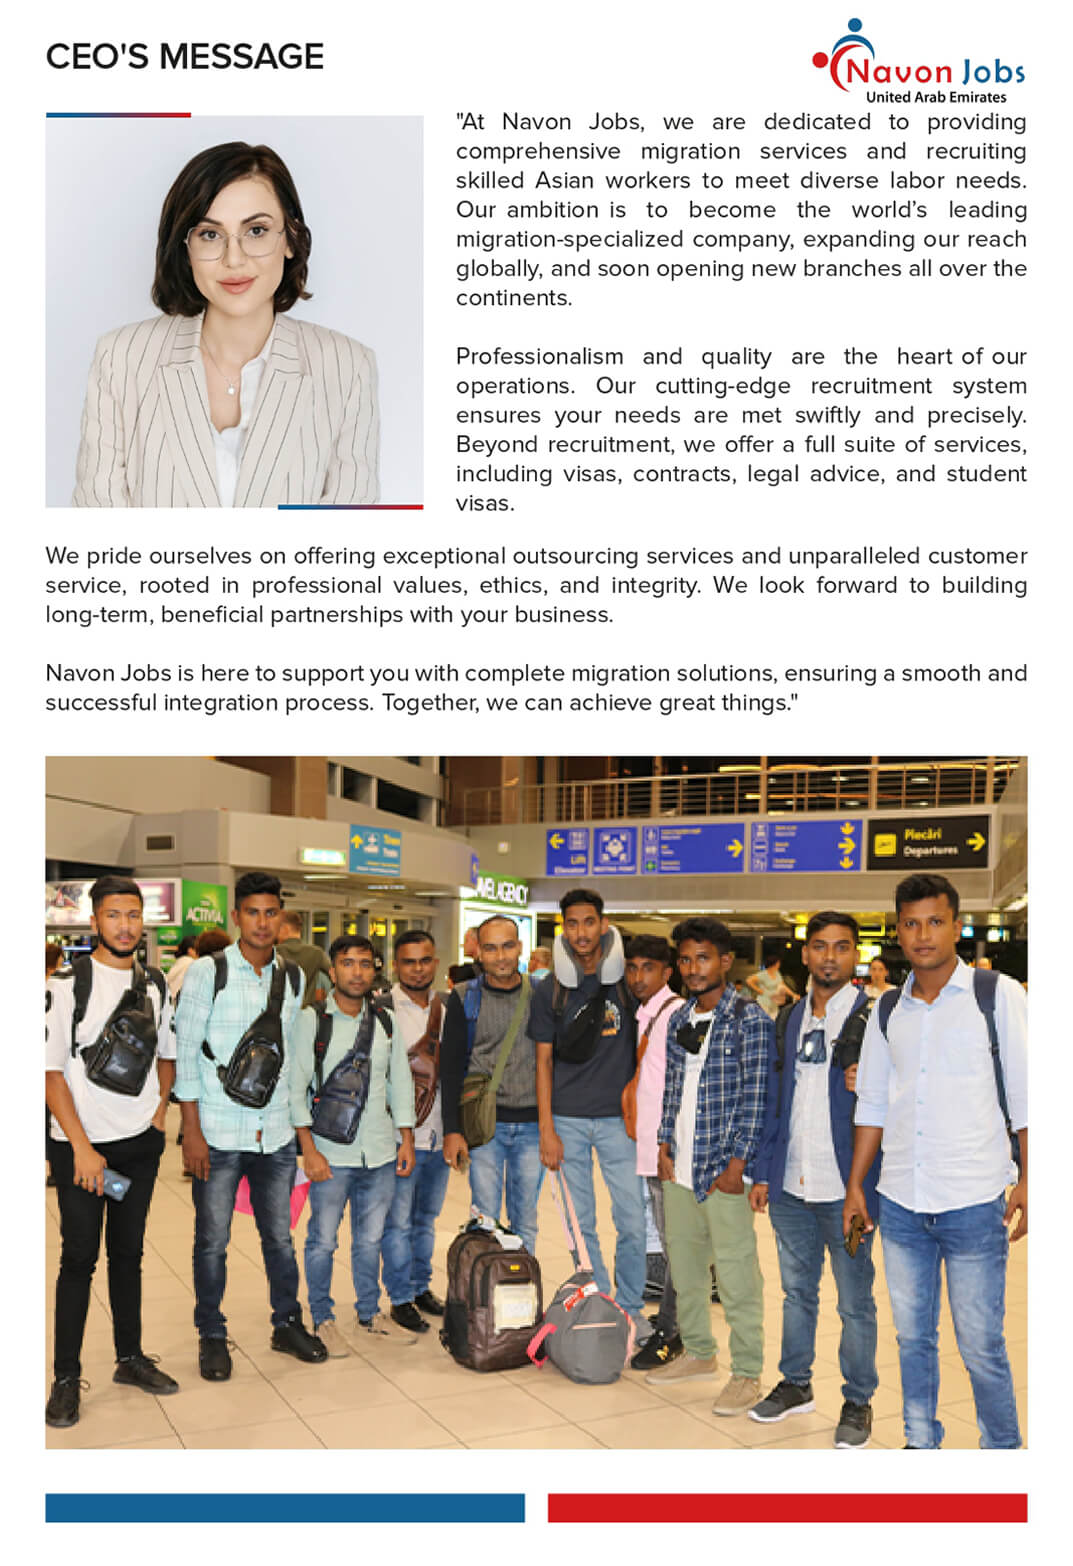 CEO'S MESSAGE
Navon Jobs
United Arab Emirates
"At Navon Jobs, we are dedicated to providing
comprehensive migration services and recruiting
skilled Asian workers to meet diverse labor needs.
Our ambition is to become the world’s leading
migration-specialized company, expanding our reach
globally, and soon opening new branches all over the
continents.
Professionalism and quality are the heart of our
operations. Our cutting-edge recruitment system
ensures your needs are met swiftly and precisely.
Beyond recruitment, we offer a full suite of services,
including visas, contracts, legal advice, and student
visas.
We pride ourselves on offering exceptional outsourcing services and unparalleled customer
service, rooted in professional values, ethics, and integrity. We look forward to building
long-term, beneficial partnerships with your business.
Navon Jobs is here to support you with complete migration solutions, ensuring a smooth and
successful integration process. Together, we can achieve great things."
Lift
Elevator
MEETING POINT
Plecări
Departures
AVEL AGENCY
ACTIVIA